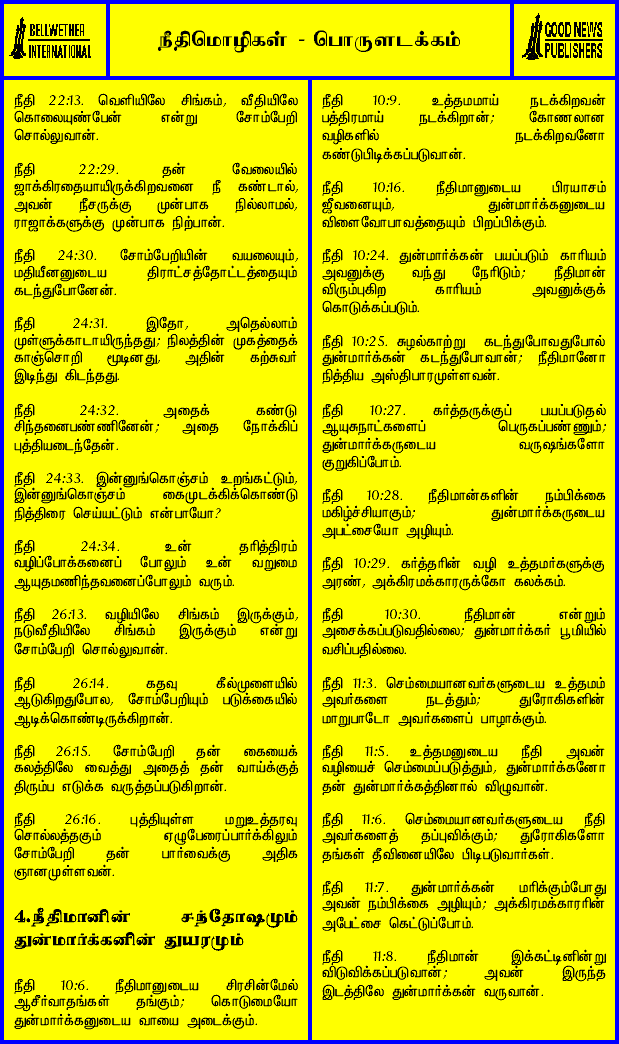 BELLWETHER
INTERNATIONAL
நீதிமொழிகள் - பொருளடக்கம்
GOOD NEWS
PUBLISHERS
நீதி 22:13. வெளியிலே சிங்கம், வீதியிலே
கொலையுண்பேன் என்று சோம்பேறி
சொல்லுவான்.
நீதி 22:29. தன் வேலையில்
ஜாக்கிரதையாயிருக்கிறவனை நீ கண்டால்,
அவன் நீசருக்கு முன்பாக நில்லாமல்,
ராஜாக்களுக்கு முன்பாக நிற்பான்.
நீதி 24:30. சோம்பேறியின் வயலையும்,
மதியீனனுடைய திராட்சத்தோட்டத்தையும்
கடந்துபோனேன்.
நீதி 24:31. இதோ, அதெல்லாம்
முள்ளுக்காடாயிருந்தது; நிலத்தின் முகத்தைக்
காஞ்சொறி மூடினது, அதின் கற்சுவர்
இடிந்து கிடந்தது.
நீதி 24:32. அதைக் கண்டு
சிந்தனைபண்ணினேன்; அதை நோக்கிப்
புத்தியடைந்தேன்.
நீதி 24:33. இன்னுங்கொஞ்சம் உறங்கட்டும்,
இன்னுங்கொஞ்சம் கைமுடக்கிக்கொண்டு
நித்திரை செய்யட்டும் என்பாயோ?
நீதி 24:34. உன் தரித்திரம்
வழிப்போக்கனைப் போலும் உன் வறுமை
ஆயுதமணிந்தவனைப்போலும் வரும்.
நீதி 26:13. வழியிலே சிங்கம் இருக்கும்,
நடுவீதியிலே சிங்கம் இருக்கும் என்று
சோம்பேறி சொல்லுவான்.
நீதி 26:14. கதவு கீல்முளையில்
ஆடுகிறதுபோல, சோம்பேறியும் படுக்கையில்
ஆடிக்கொண்டிருக்கிறான்.
நீதி 26:15. சோம்பேறி தன் கையைக்
கலத்திலே வைத்து அதைத் தன் வாய்க்குத்
திரும்ப எடுக்க வருத்தப்படுகிறான்.
நீதி 26:16. புத்தியுள்ள மறுஉத்தரவு
சொல்லத்தகும் ஏழுபேரைப்பார்க்கிலும்
சோம்பேறி தன் பார்வைக்கு அதிக
ஞானமுள்ளவன்.
4.நீதிமானின் சந்தோஷமும்
துன்மார்க்கனின் துயரமும்
நீதி 10:6. நீதிமானுடைய சிரசின்மேல்
ஆசீர்வாதங்கள் தங்கும்; கொடுமையோ
துன்மார்க்கனுடைய வாயை அடைக்கும்.
நீதி 10:9. உத்தமமாய் நடக்கிறவன்
பத்திரமாய் நடக்கிறான்; கோணலான
வழிகளில் நடக்கிறவனோ
கண்டுபிடிக்கப்படுவான்.
நீதி 10:16. நீதிமானுடைய பிரயாசம்
ஜீவனையும், துன்மார்க்கனுடைய
விளைவோபாவத்தையும் பிறப்பிக்கும்.
நீதி 10:24. துன்மார்க்கன் பயப்படும் காரியம்
அவனுக்கு வந்து நேரிடும்; நீதிமான்
விரும்புகிற காரியம் அவனுக்குக்
கொடுக்கப்படும்.
நீதி 10:25. சுழல்காற்று கடந்துபோவதுபோல்
துன்மார்க்கன் கடந்துபோவான்; நீதிமானோ
நித்திய அஸ்திபாரமுள்ளவன்.
நீதி 10:27. கர்த்தருக்குப் பயப்படுதல்
ஆயுசுநாட்களைப் பெருகப்பண்ணும்;
துன்மார்க்கருடைய வருஷங்களோ
குறுகிப்போம்.
நீதி 10:28. நீதிமான்களின் நம்பிக்கை
மகிழ்ச்சியாகும்; துன்மார்க்கருடைய
அபட்சையோ அழியும்.
நீதி 10:29. கர்த்தரின் வழி உத்தமர்களுக்கு
அரண், அக்கிரமக்காரருக்கோ கலக்கம்.
நீதி 10:30. நீதிமான் என்றும்
அசைக்கப்படுவதில்லை; துன்மார்க்கர் பூமியில்
வசிப்பதில்லை.
நீதி 11:3. செம்மையானவர்களுடைய உத்தமம்
அவர்களை நடத்தும்; துரோகிகளின்
மாறுபாடோ அவர்களைப் பாழாக்கும்.
நீதி 11:5. உத்தமனுடைய நீதி அவன்
வழியைச் செம்மைப்படுத்தும், துன்மார்க்கனோ
தன் துன்மார்க்கத்தினால் விழுவான்.
நீதி 11:6. செம்மையானவர்களுடைய நீதி
அவர்களைத் தப்புவிக்கும்; துரோகிகளோ
தங்கள் தீவினையிலே பிடிபடுவார்கள்.
நீதி 11:7. துன்மார்க்கன் மரிக்கும்போது
அவன் நம்பிக்கை அழியும்; அக்கிரமக்காரரின்
அபேட்சை கெட்டுப்போம்.
நீதி 11:8. நீதிமான் இக்கட்டினின்று
விடுவிக்கப்படுவான்; அவன் இருந்த
இடத்திலே துன்மார்க்கன் வருவான்.